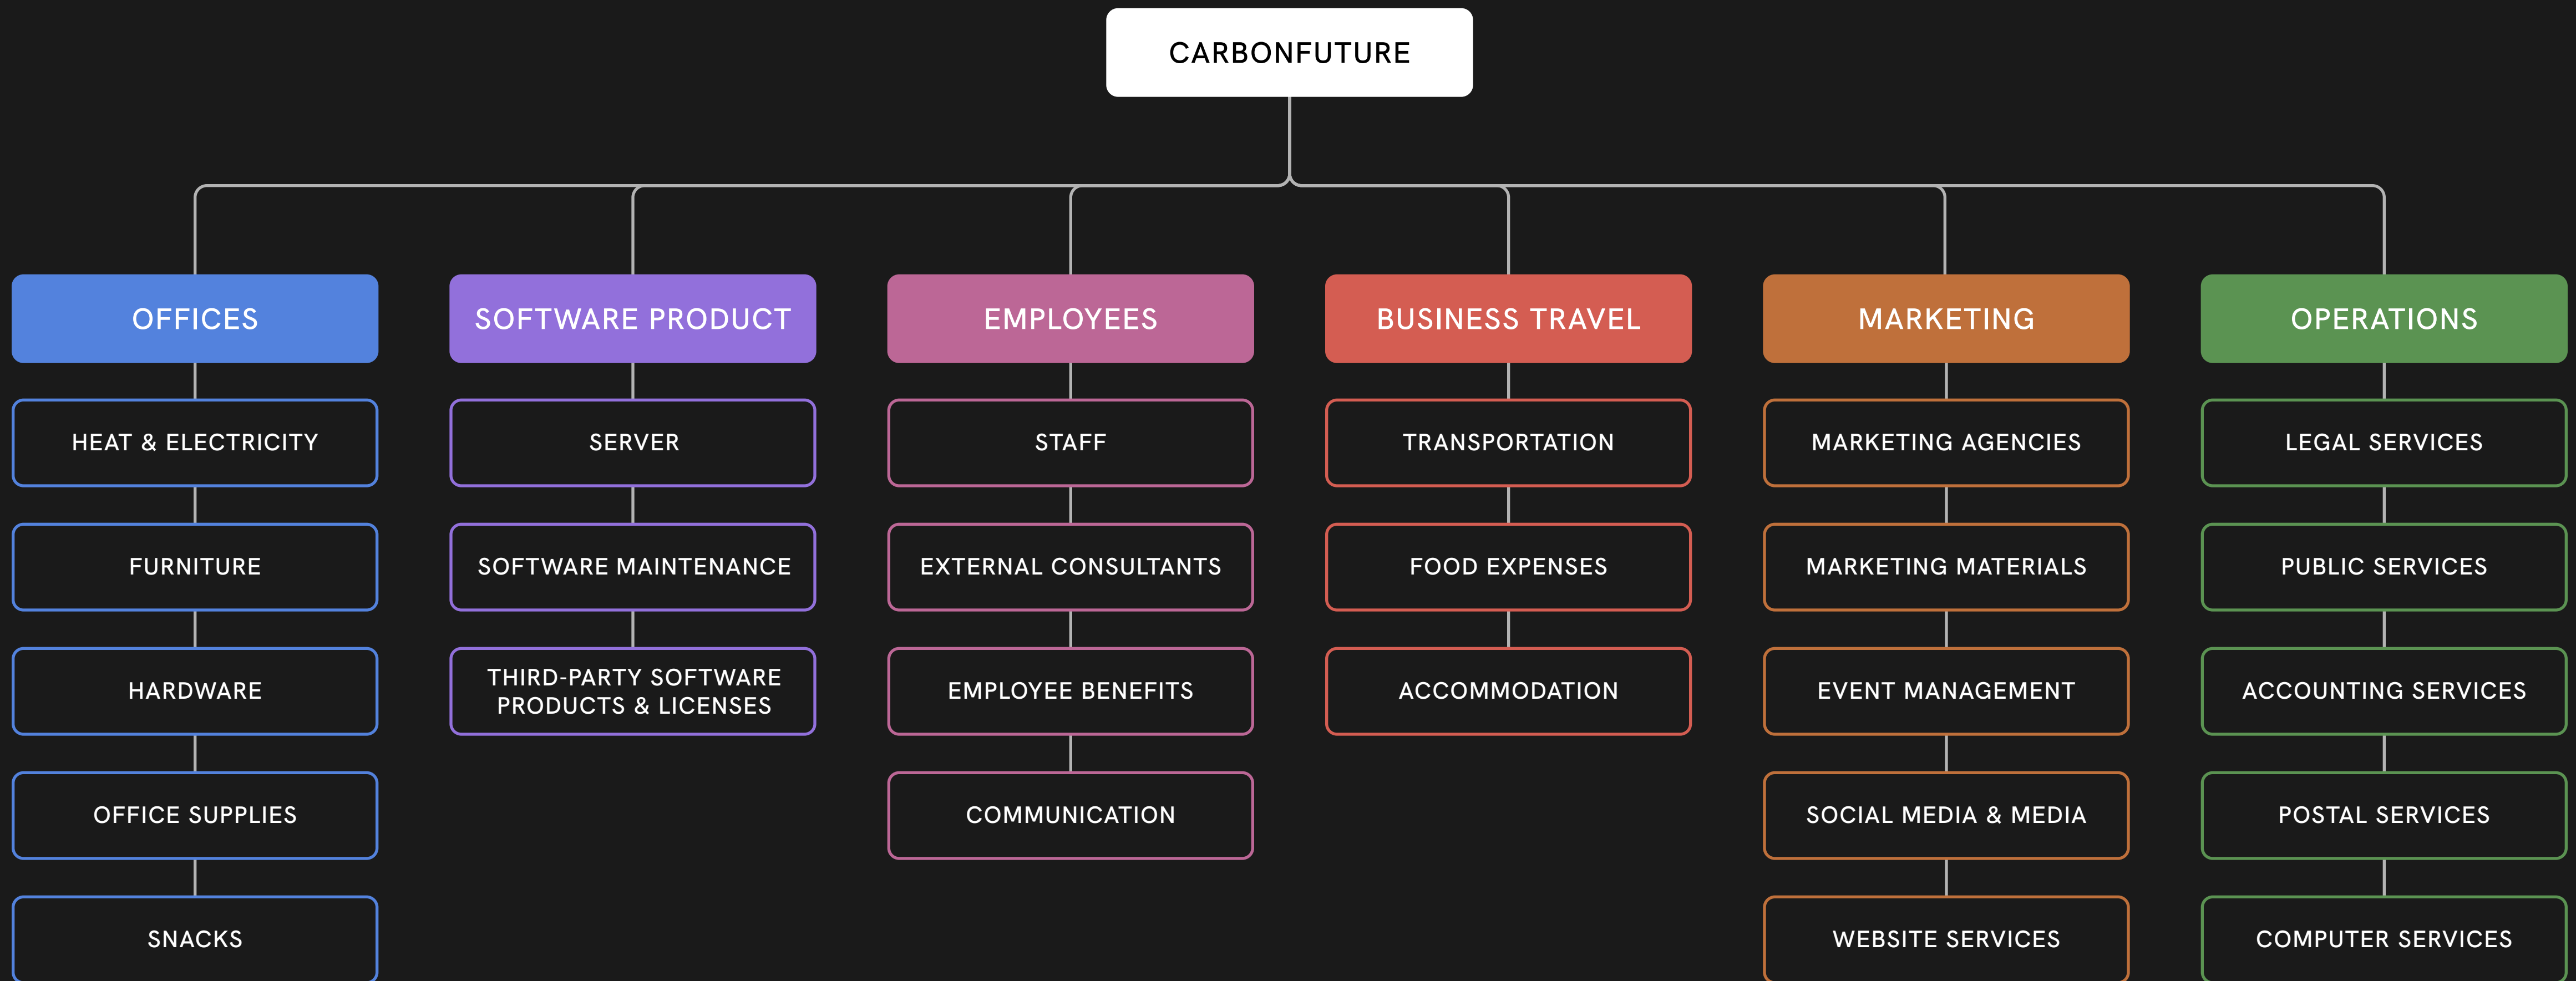 CARBONFUTURE
OFFICES
HEAT & ELECTRICITY
FURNITURE
HARDWARE
OFFICE SUPPLIES
SNACKS
SOFTWARE PRODUCT
SERVER
SOFTWARE MAINTENANCE
THIRD-PARTY SOFTWARE
PRODUCTS & LICENSES
EMPLOYEES
STAFF
EXTERNAL CONSULTANTS
EMPLOYEE BENEFITS
COMMUNICATION
BUSINESS TRAVEL
TRANSPORTATION
FOOD EXPENSES
ACCOMMODATION
MARKETING
MARKETING AGENCIES
MARKETING MATERIALS
EVENT MANAGEMENT
SOCIAL MEDIA & MEDIA
WEBSITE SERVICES
OPERATIONS
LEGAL SERVICES
PUBLIC SERVICES
ACCOUNTING SERVICES
POSTAL SERVICES
COMPUTER SERVICES